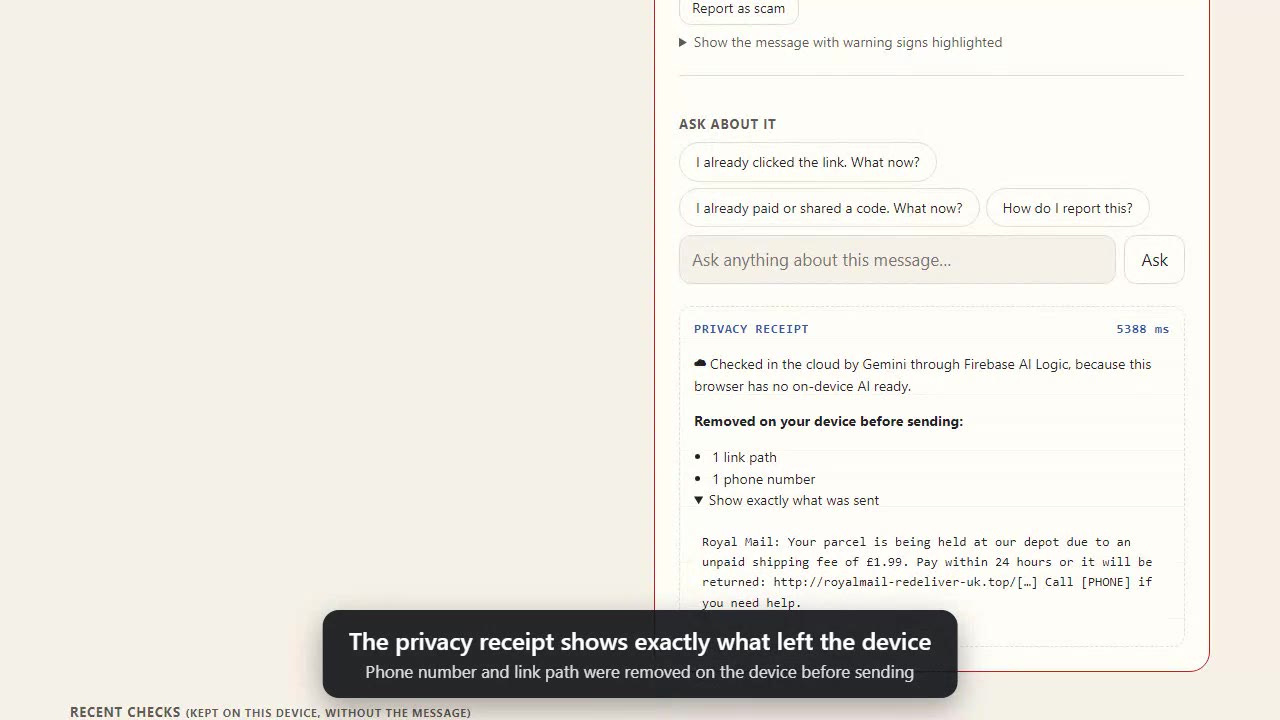 Report as scam
▶ Show the message with warning signs highlighted
ASK ABOUT IT
I already clicked the link. What now?
I already paid or shared a code. What now?
How do I report this?
Ask anything about this message...
Ask
PRIVACY RECEIPT
5388 ms
☁ Checked in the cloud by Gemini through Firebase AI Logic, because this
browser has no on-device AI ready.
Removed on your device before sending:
• 1 link path
• 1 phone number
▼ Show exactly what was sent
Royal Mail: Your parcel is being held at our depot due to an
unpaid shipping fee of £1.99. Pay within 24 hours or it will be
returned: http://royalmail-redeliver-uk.top/[…] Call [PHONE] if
you need help.
The privacy receipt shows exactly what left the device
Phone number and link path were removed on the device before sending
RECENT CHECKS (KEPT ON THIS DEVICE, WITHOUT THE MESSAGE)